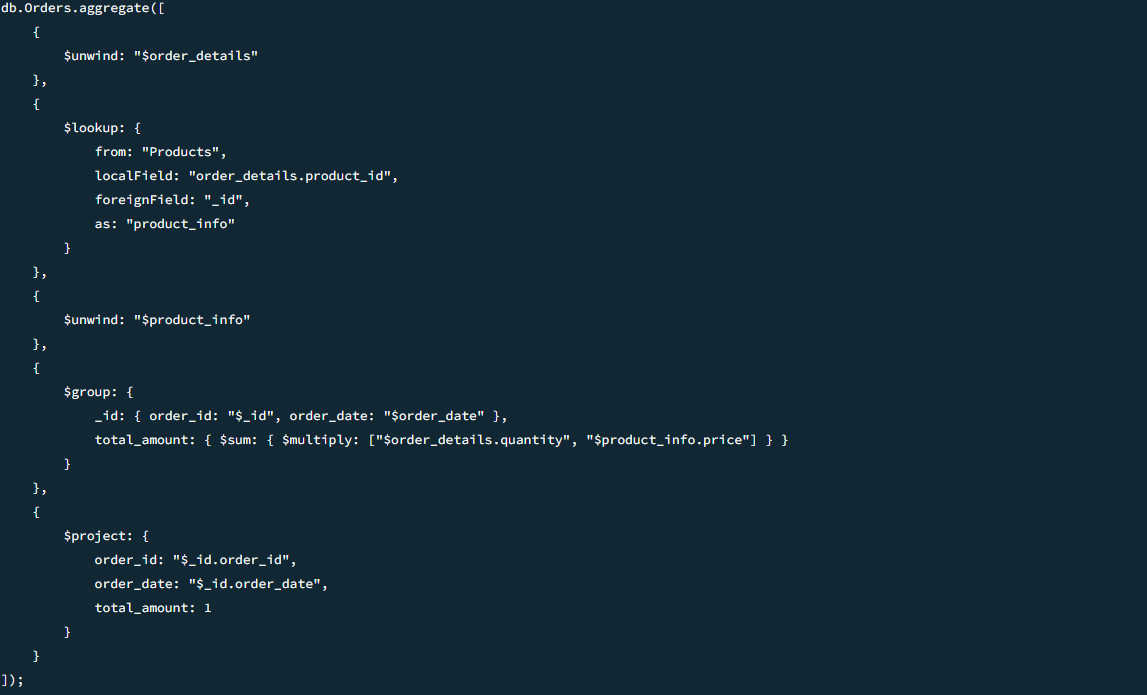 db.Orders.aggregate([
    {
        $unwind: "$order_details"
    },
    {
        $lookup: {
            from: "Products",
            localField: "order_details.product_id",
            foreignField: "_id",
            as: "product_info"
        }
    },
    {
        $unwind: "$product_info"
    },
    {
        $group: {
            _id: { order_id: "$_id", order_date: "$order_date" },
            total_amount: { $sum: { $multiply: ["$order_details.quantity", "$product_info.price"] } }
        }
    },
    {
        $project: {
            order_id: "$_id.order_id",
            order_date: "$_id.order_date",
            total_amount: 1
        }
    }
]);